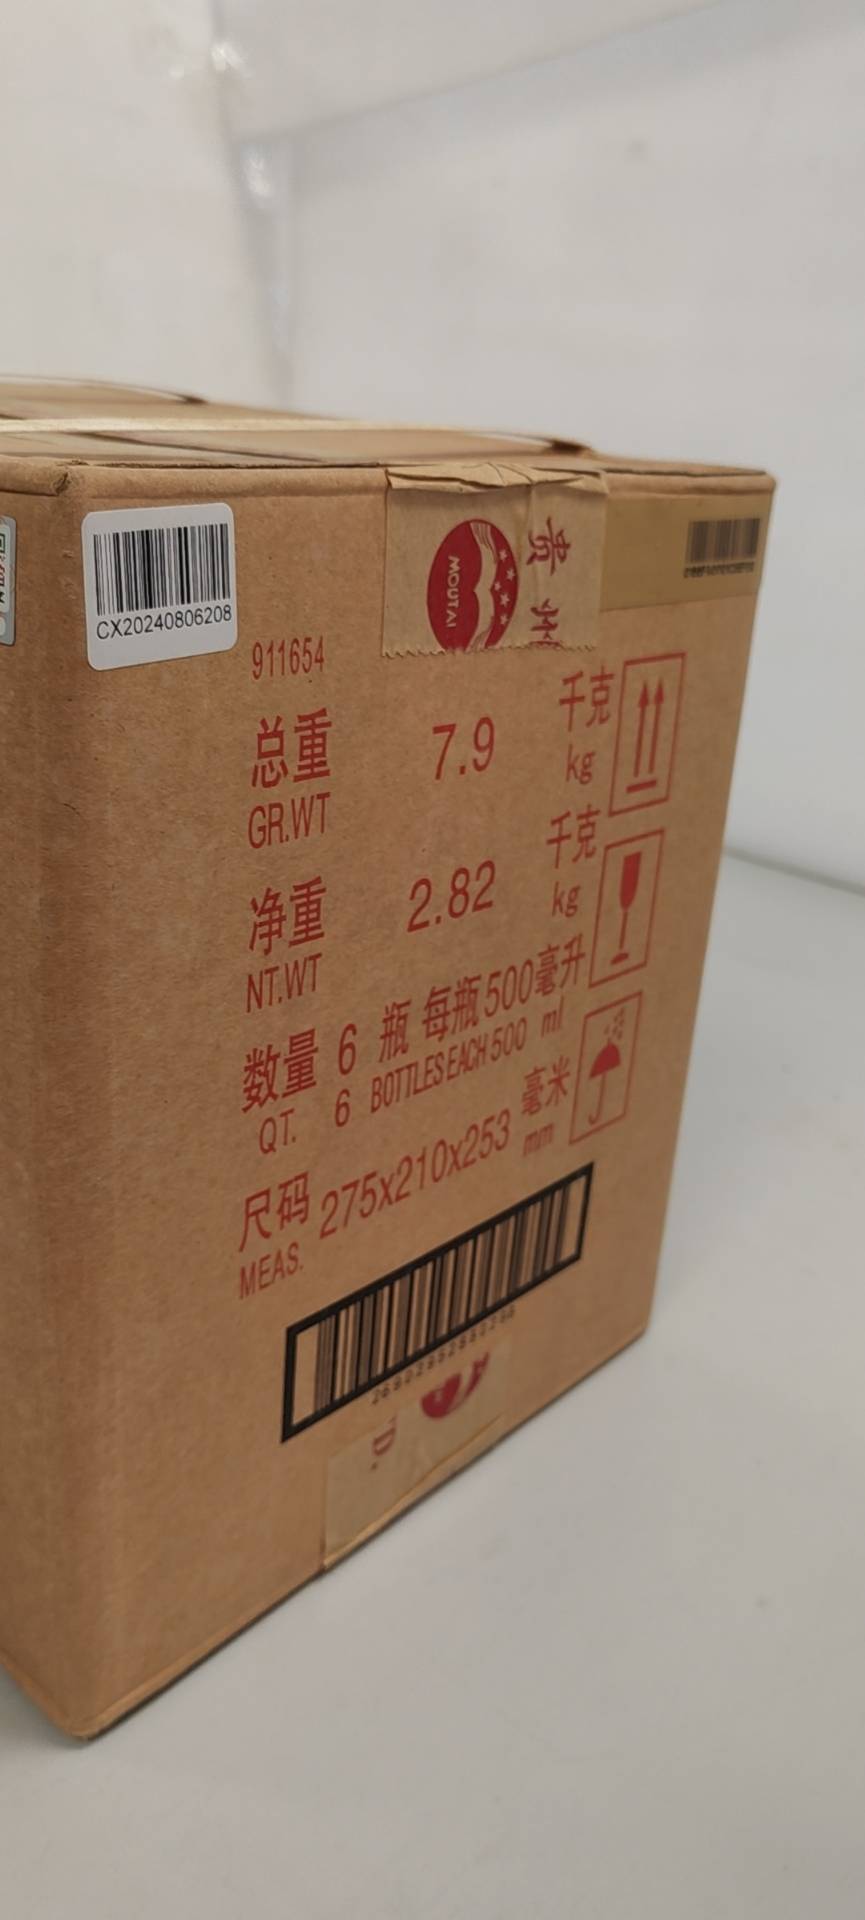 CX20240806208
MOUTAI
贵州
911654
总重 7.9 千克
GR.WT kg
净重 2.82 千克
NT.WT kg
数量 6 瓶 每瓶500毫升
QT. 6 BOTTLES EACH 500 ml
尺码 275x210x253 毫米
MEAS. mm
D.